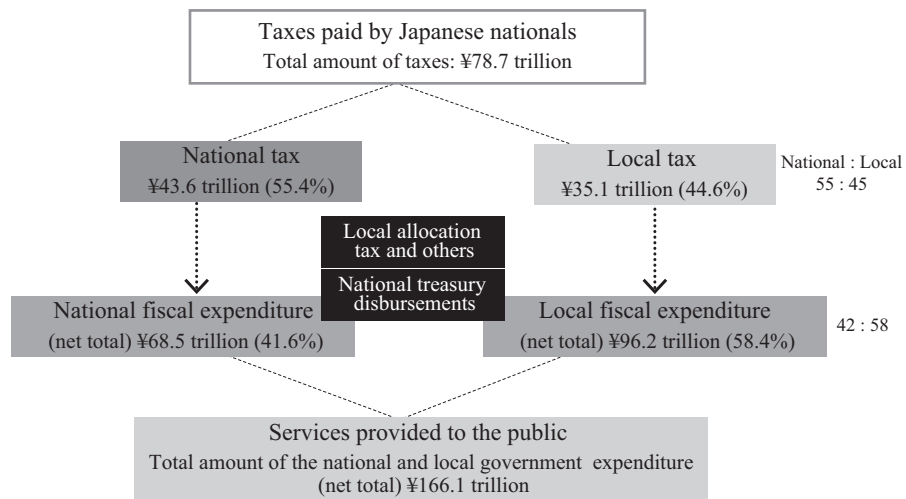 Taxes paid by Japanese nationals
Total amount of taxes: ¥78.7 trillion
National tax
¥43.6 trillion (55.4%)
Local tax
¥35.1 trillion (44.6%)
National : Local
55 : 45
Local allocation
tax and others
National treasury
disbursements
National fiscal expenditure
(net total) ¥68.5 trillion (41.6%)
Local fiscal expenditure
(net total) ¥96.2 trillion (58.4%)
42 : 58
Services provided to the public
Total amount of the national and local government expenditure
(net total) ¥166.1 trillion